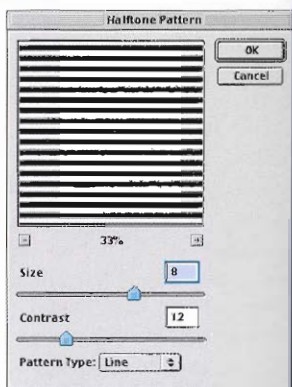 Halftone Pattern
OK
Cancel
33%
Size
8
Contrast
12
Pattern Type: Line